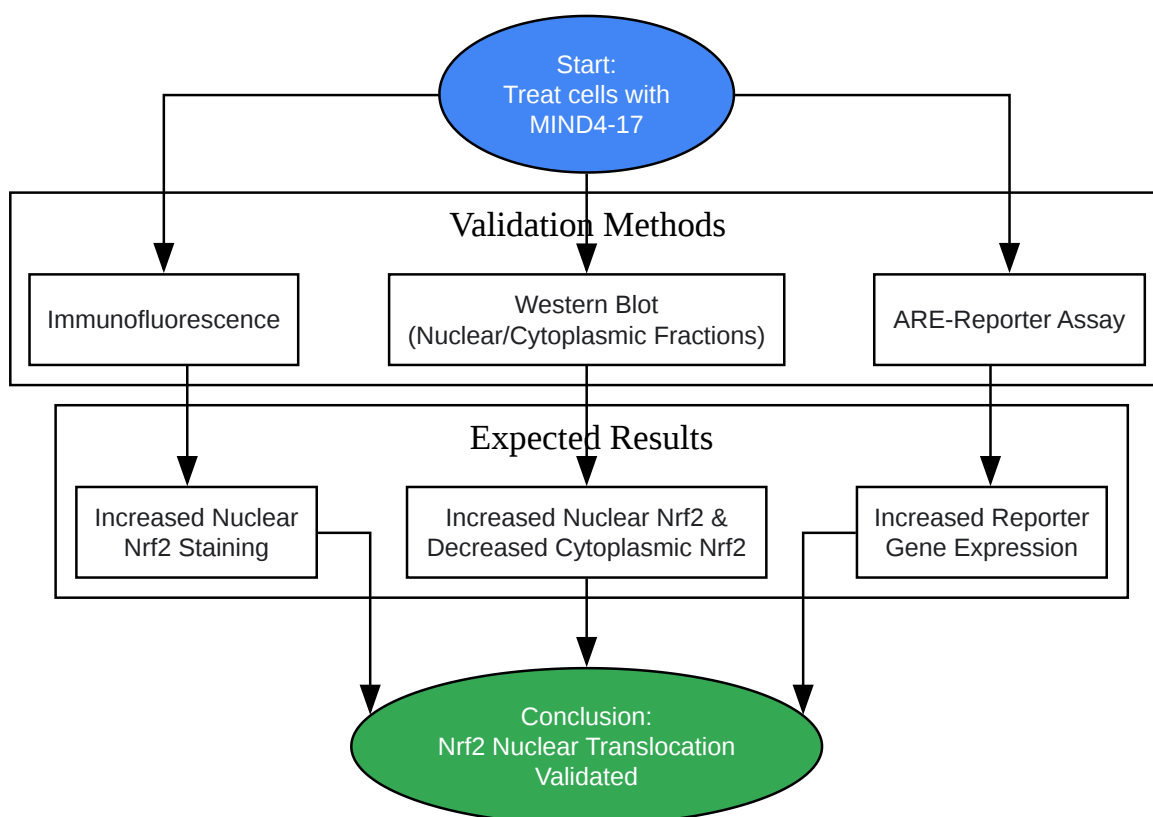 Start:
Treat cells with
MIND4-17
Validation Methods
Immunofluorescence
Western Blot
(Nuclear/Cytoplasmic Fractions)
ARE-Reporter Assay
Expected Results
Increased Nuclear
Nrf2 Staining
Increased Nuclear Nrf2 &
Decreased Cytoplasmic Nrf2
Increased Reporter
Gene Expression
Conclusion:
Nrf2 Nuclear Translocation
Validated